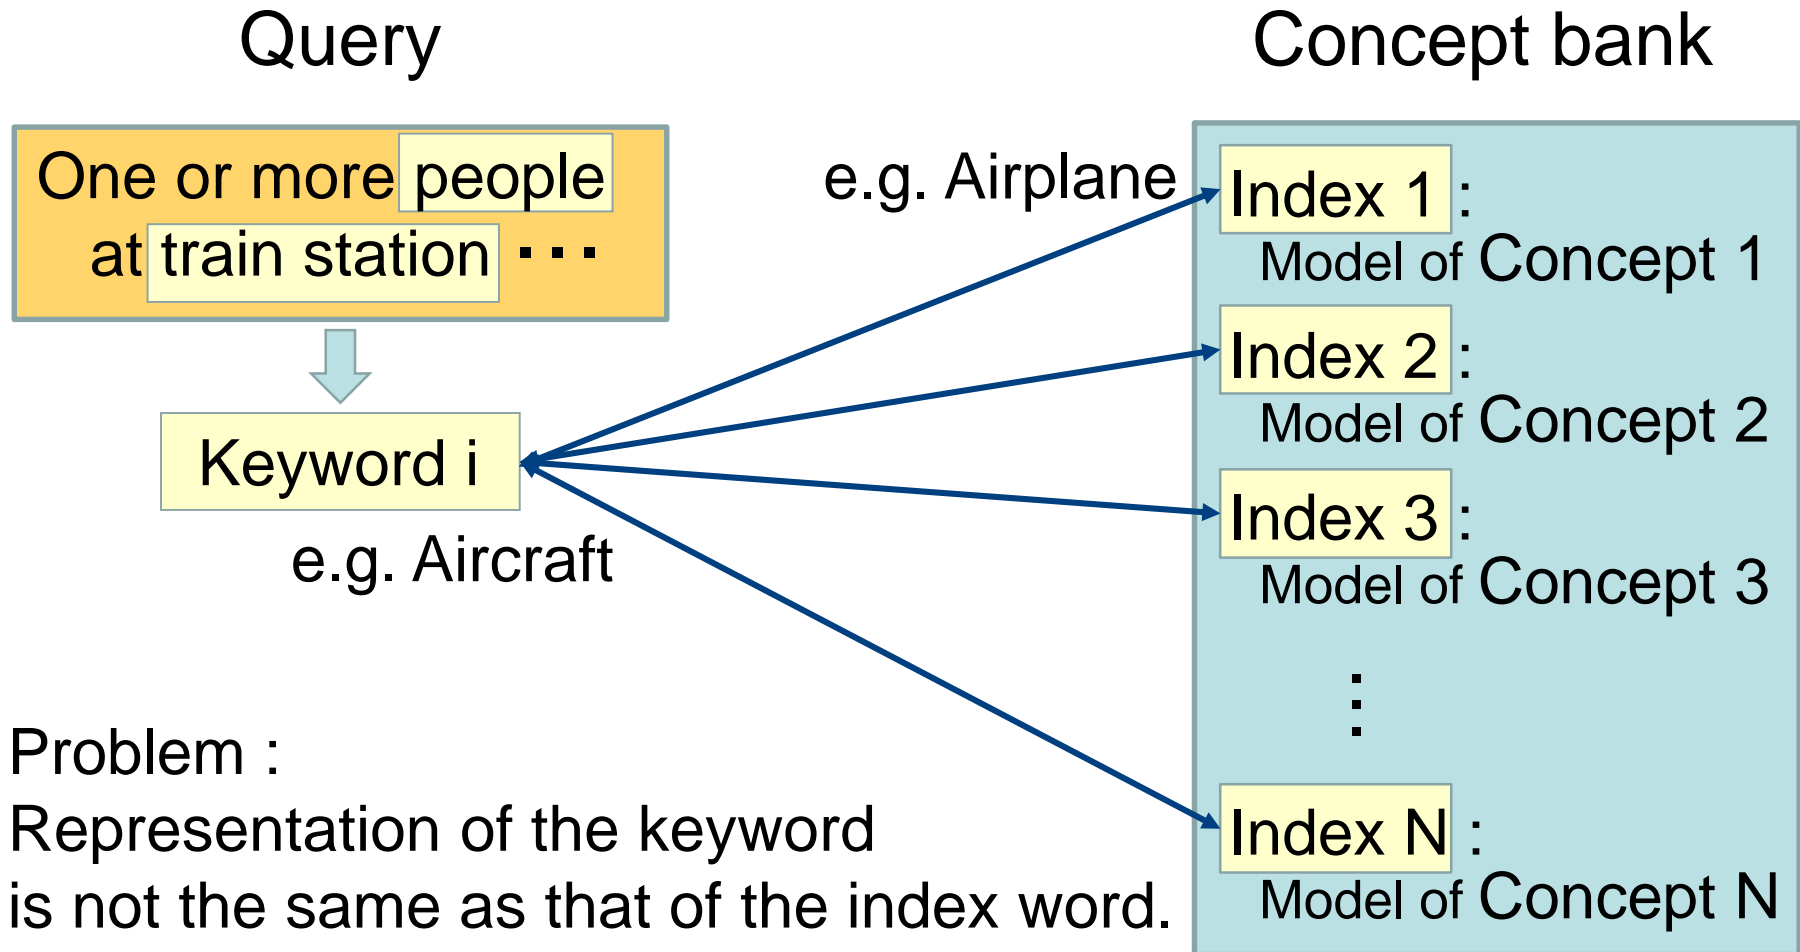 Query
One or more people
at train station ･･･
Keyword i
e.g. Aircraft
Problem :
Representation of the keyword
is not the same as that of the index word.
e.g. Airplane
Concept bank
Index 1 :
Model of Concept 1
Index 2 :
Model of Concept 2
Index 3 :
Model of Concept 3
⋮
Index N :
Model of Concept N